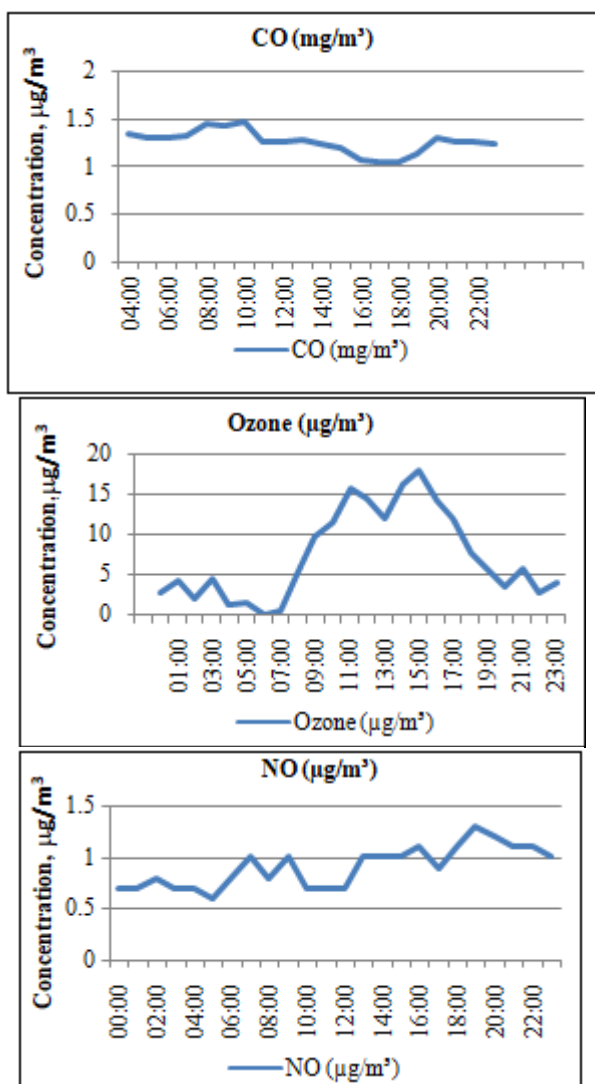 CO (mg/m³)
Concentration, µg/m³
2
1.5
1
0.5
0
04:00 06:00 08:00 10:00 12:00 14:00 16:00 18:00 20:00 22:00
CO (mg/m³)
Ozone (µg/m³)
Concentration,µg/m³
20
15
10
5
0
01:00 03:00 05:00 07:00 09:00 11:00 13:00 15:00 17:00 19:00 21:00 23:00
Ozone (µg/m³)
NO (µg/m³)
Concentration, µg/m³
1.5
1
0.5
0
00:00 02:00 04:00 06:00 08:00 10:00 12:00 14:00 16:00 18:00 20:00 22:00
NO (µg/m³)